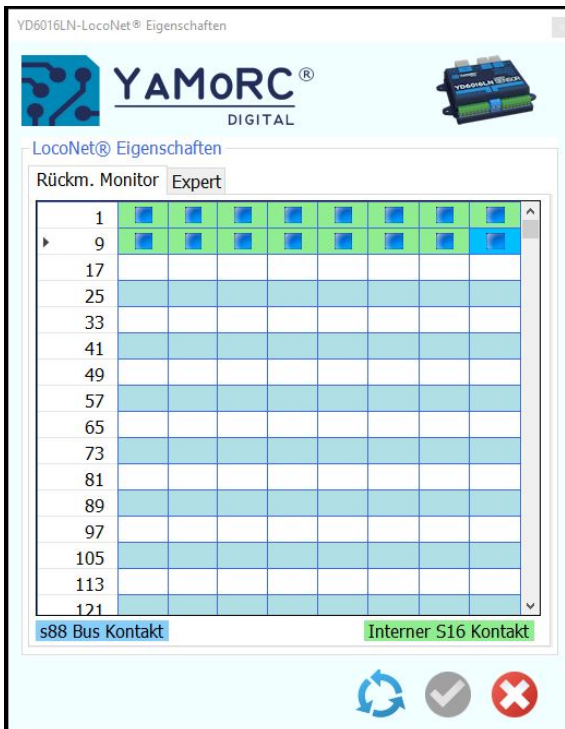 YD6016LN-LocoNet® Eigenschaften
YAMoRC®
DIGITAL
YD6016LN
LocoNet® Eigenschaften
Rückm. Monitor Expert
1
9
17
25
33
41
49
57
65
73
81
89
97
105
113
121
s88 Bus Kontakt Interner S16 Kontakt